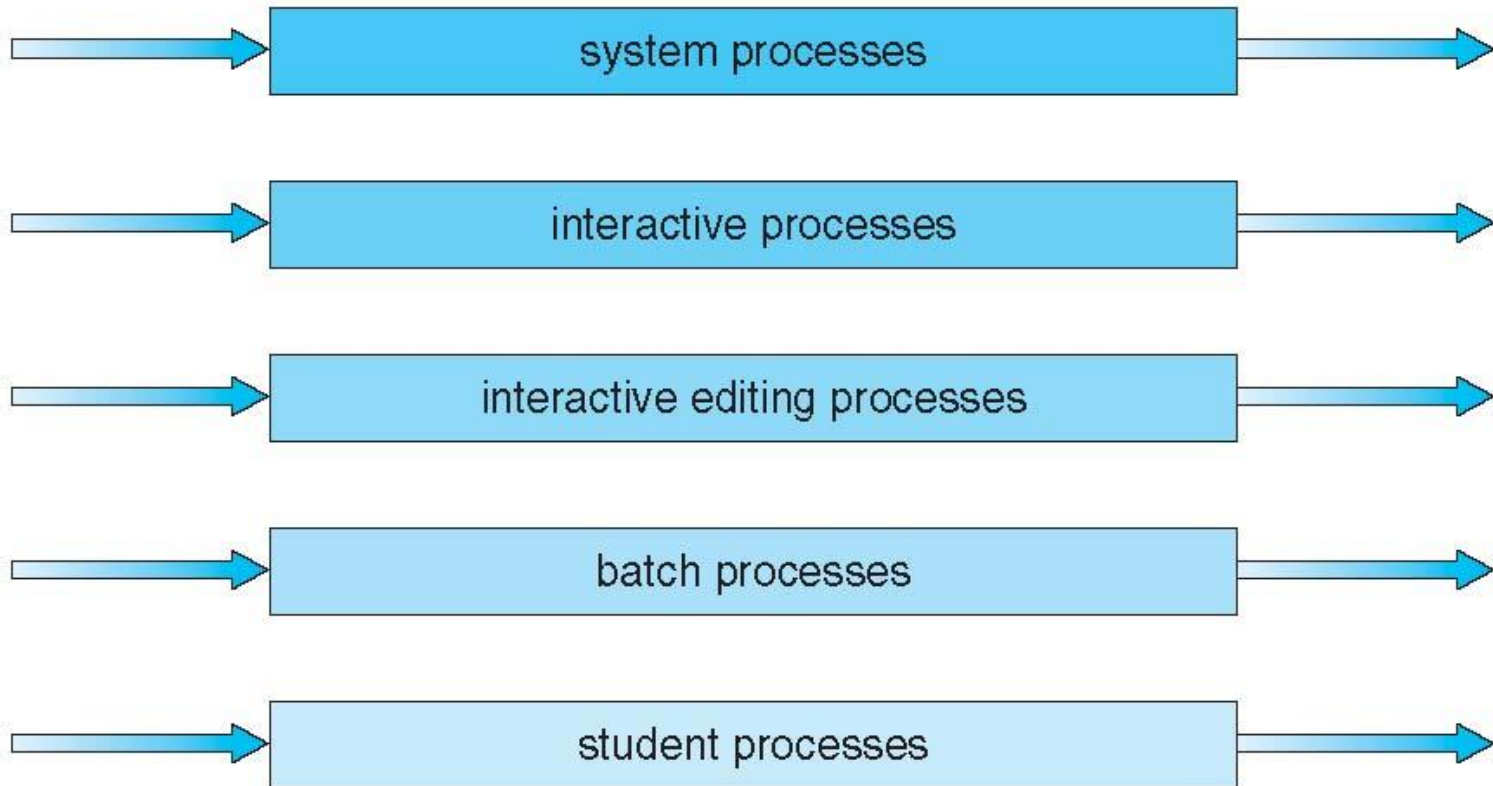 system processes
interactive processes
interactive editing processes
batch processes
student processes